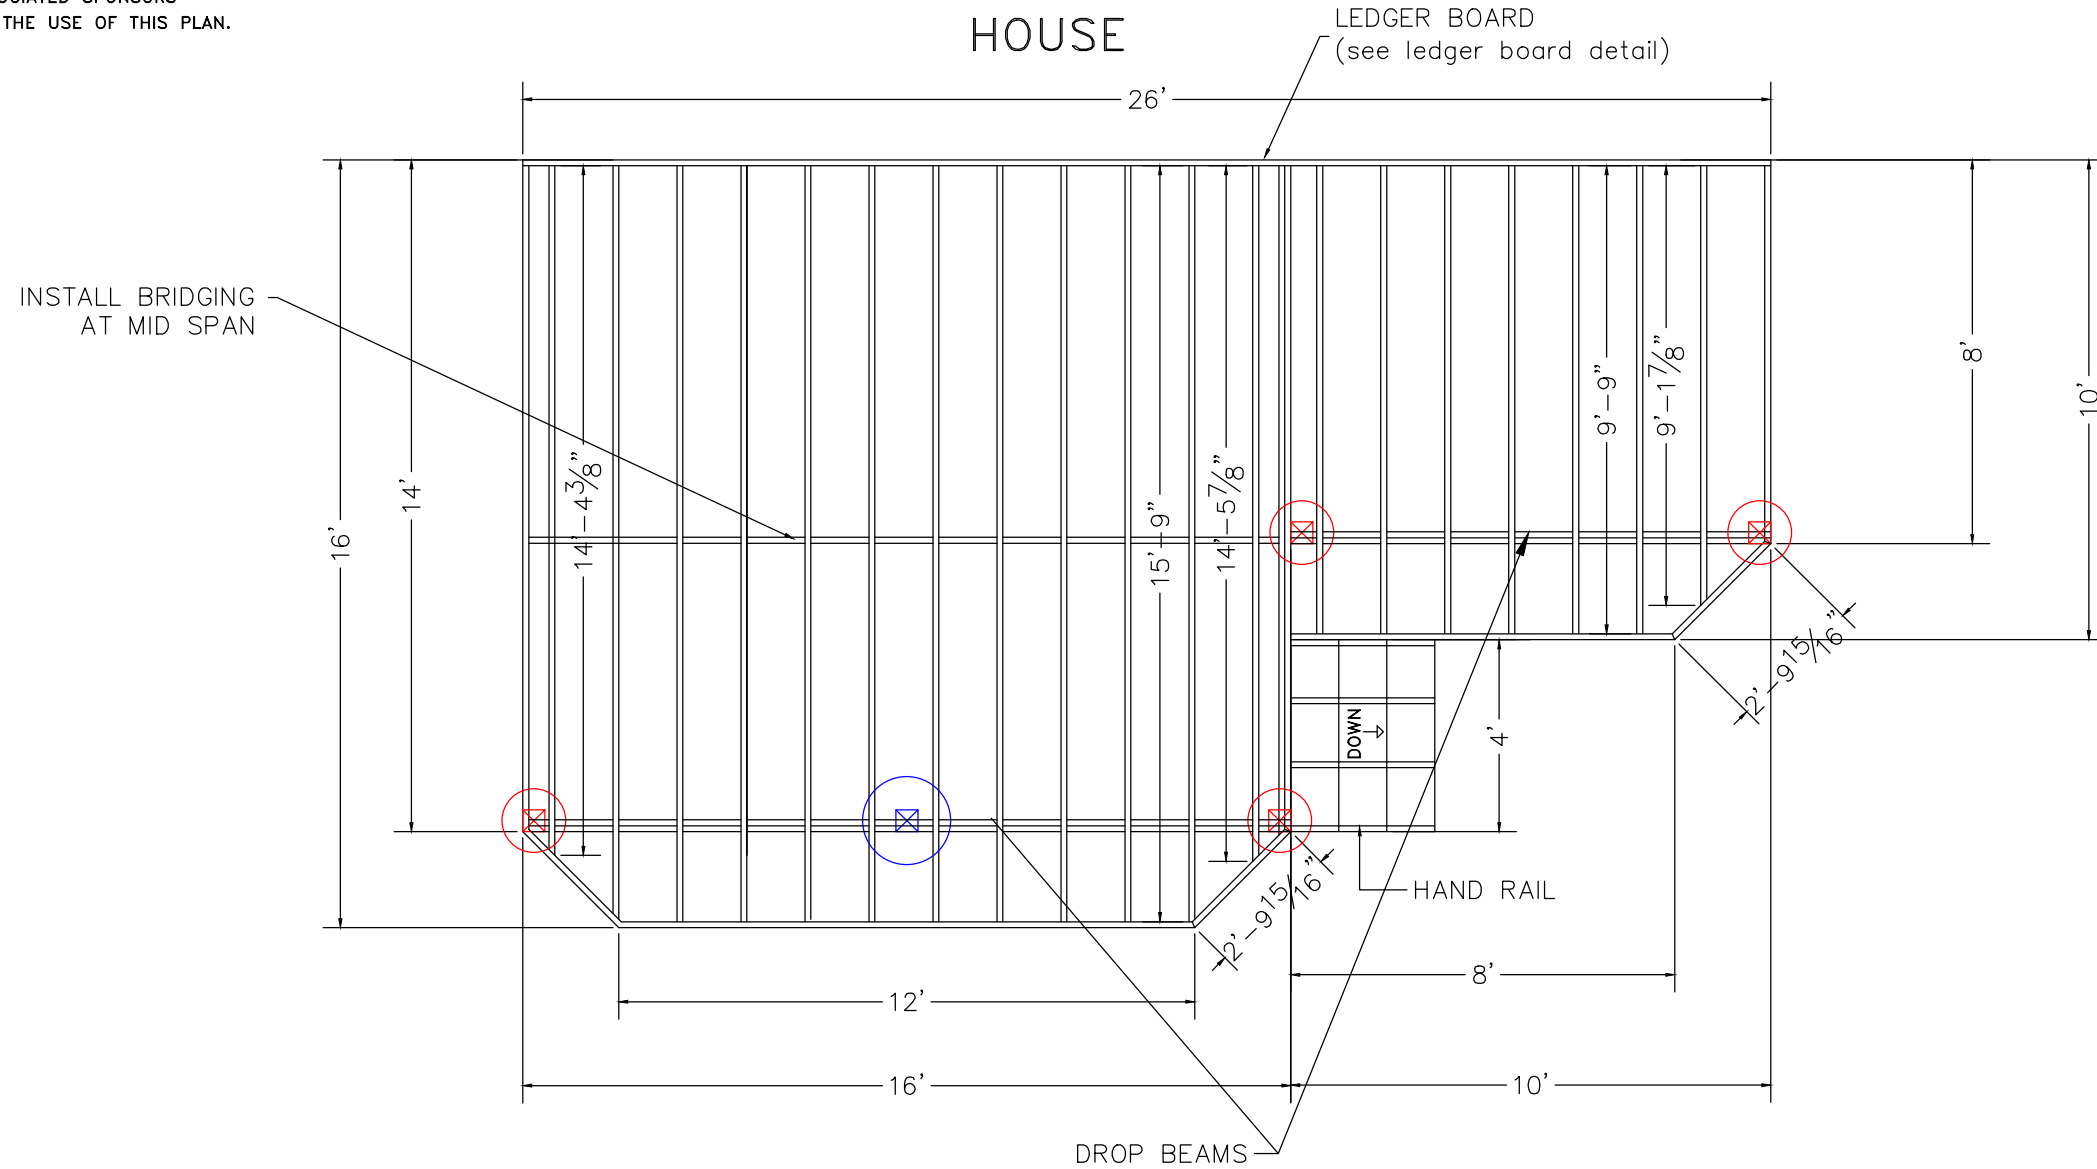 THE USE OF THIS PLAN.
HOUSE
LEDGER BOARD
(see ledger board detail)
26'
INSTALL BRIDGING
AT MID SPAN
16'
14'
14'-4 3/8"
15'-9"
14'-5 7/8"
9'-9"
9'-1 7/8"
8'
10'
2'-9 15/16"
DOWN
4'
HAND RAIL
2'-9 15/16"
8'
12'
16'
10'
DROP BEAMS